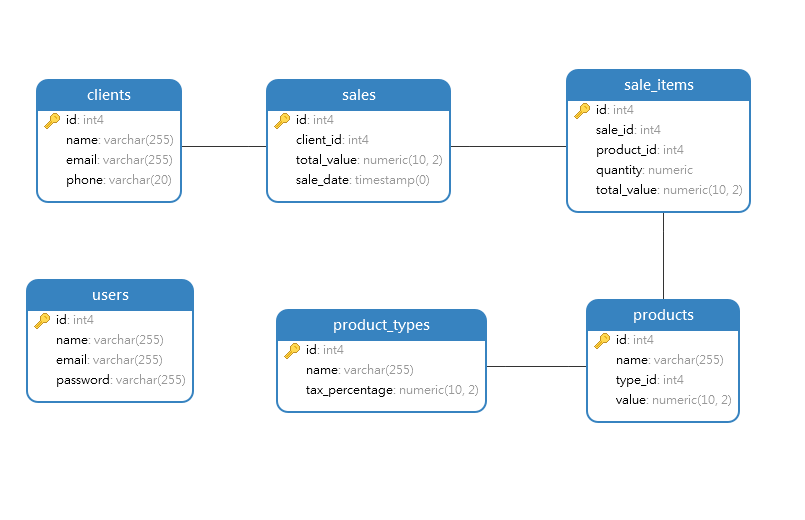 clients
id: int4
name: varchar(255)
email: varchar(255)
phone: varchar(20)
sales
id: int4
client_id: int4
total_value: numeric(10, 2)
sale_date: timestamp(0)
sale_items
id: int4
sale_id: int4
product_id: int4
quantity: numeric
total_value: numeric(10, 2)
users
id: int4
name: varchar(255)
email: varchar(255)
password: varchar(255)
product_types
id: int4
name: varchar(255)
tax_percentage: numeric(10, 2)
products
id: int4
name: varchar(255)
type_id: int4
value: numeric(10, 2)